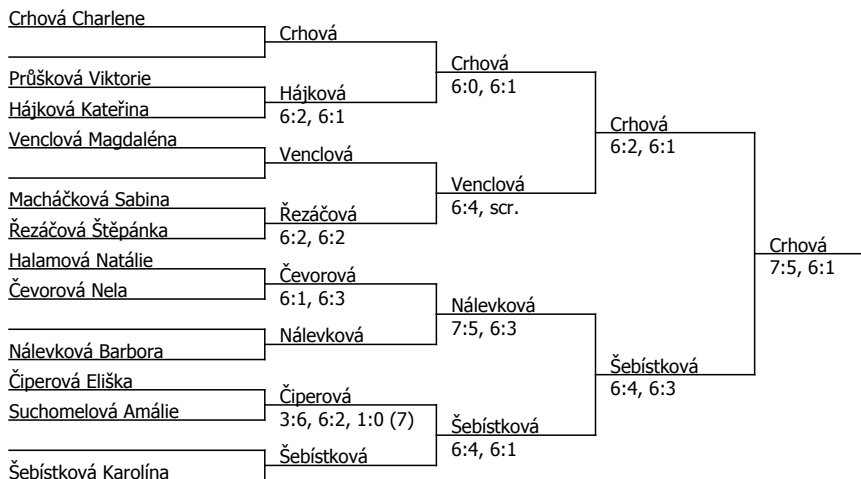 Crhová Charlene
Crhová
Crhová
6:0, 6:1
Průšková Viktorie
Hájková
6:2, 6:1
Hájková Kateřina
Crhová
6:2, 6:1
Venclová Magdaléna
Venclová
Venclová
6:4, scr.
Macháčková Sabina
Řezáčová
6:2, 6:2
Řezáčová Štěpánka
Crhová
7:5, 6:1
Halamová Natálie
Čevorová
6:1, 6:3
Čevorová Nela
Nálevková
7:5, 6:3
Nálevková
Nálevková Barbora
Šebístková
6:4, 6:3
Čiperová Eliška
Čiperová
3:6, 6:2, 1:0 (7)
Suchomelová Amálie
Šebístková
6:4, 6:1
Šebístková
Šebístková Karolína